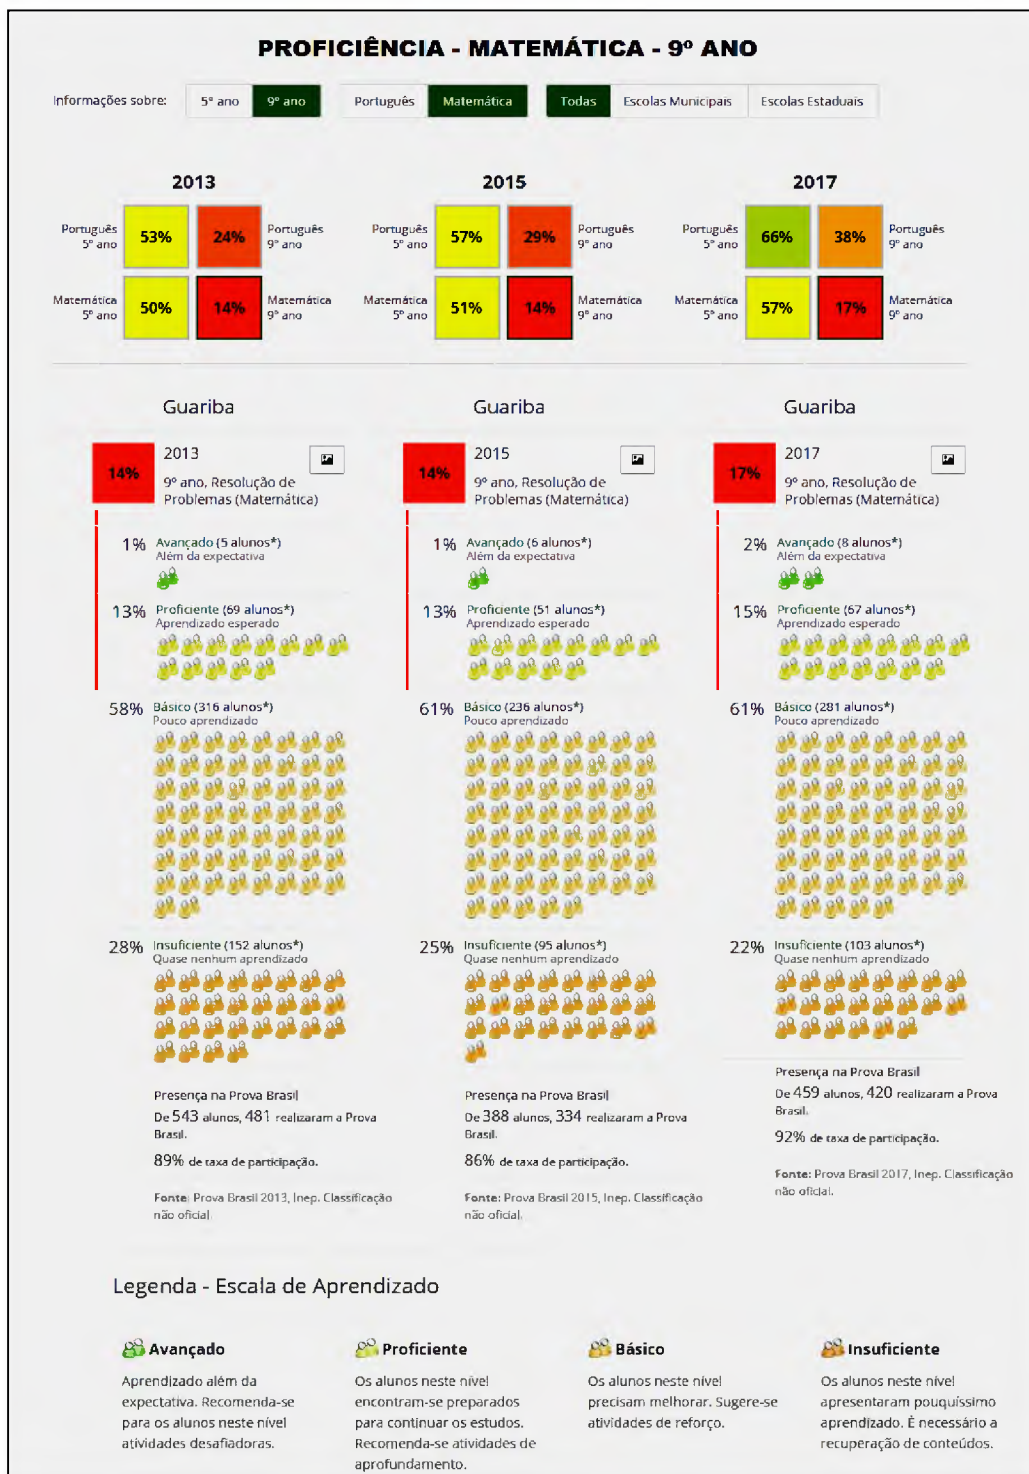 PROFICIÊNCIA - MATEMÁTICA - 9º ANO
Informações sobre: 5º ano 9º ano Português Matemática Todas Escolas Municipais Escolas Estaduais
2013 2015 2017
Português 5º ano 53% 24% Português 9º ano
Matemática 5º ano 50% 14% Matemática 9º ano
Português 5º ano 57% 29% Português 9º ano
Matemática 5º ano 51% 14% Matemática 9º ano
Português 5º ano 66% 38% Português 9º ano
Matemática 5º ano 57% 17% Matemática 9º ano
Guariba
14% 2013
9º ano, Resolução de
Problemas (Matemática)
1% Avançado (5 alunos*)
Além da expectativa
13% Proficiente (69 alunos*)
Aprendizado esperado
58% Básico (316 alunos*)
Pouco aprendizado
28% Insuficiente (152 alunos*)
Quase nenhum aprendizado
Presença na Prova Brasil
De 543 alunos, 481 realizaram a Prova
Brasil.
89% de taxa de participação.
Fonte: Prova Brasil 2013, Inep. Classificação
não oficial.
Guariba
14% 2015
9º ano, Resolução de
Problemas (Matemática)
1% Avançado (6 alunos*)
Além da expectativa
13% Proficiente (51 alunos*)
Aprendizado esperado
61% Básico (236 alunos*)
Pouco aprendizado
25% Insuficiente (95 alunos*)
Quase nenhum aprendizado
Presença na Prova Brasil
De 388 alunos, 334 realizaram a Prova
Brasil.
86% de taxa de participação.
Fonte: Prova Brasil 2015, Inep. Classificação
não oficial.
Guariba
17% 2017
9º ano, Resolução de
Problemas (Matemática)
2% Avançado (8 alunos*)
Além da expectativa
15% Proficiente (67 alunos*)
Aprendizado esperado
61% Básico (281 alunos*)
Pouco aprendizado
22% Insuficiente (103 alunos*)
Quase nenhum aprendizado
Presença na Prova Brasil
De 459 alunos, 420 realizaram a Prova
Brasil.
92% de taxa de participação.
Fonte: Prova Brasil 2017, Inep. Classificação
não oficial.
Legenda - Escala de Aprendizado
Avançado
Aprendizado além da
expectativa. Recomenda-se
para os alunos neste nível
atividades desafiadoras.
Proficiente
Os alunos neste nível
encontram-se preparados
para continuar os estudos.
Recomenda-se atividades de
aprofundamento.
Básico
Os alunos neste nível
precisam melhorar. Sugere-se
atividades de reforço.
Insuficiente
Os alunos neste nível
apresentaram pouquíssimo
aprendizado. É necessário a
recuperação de conteúdos.